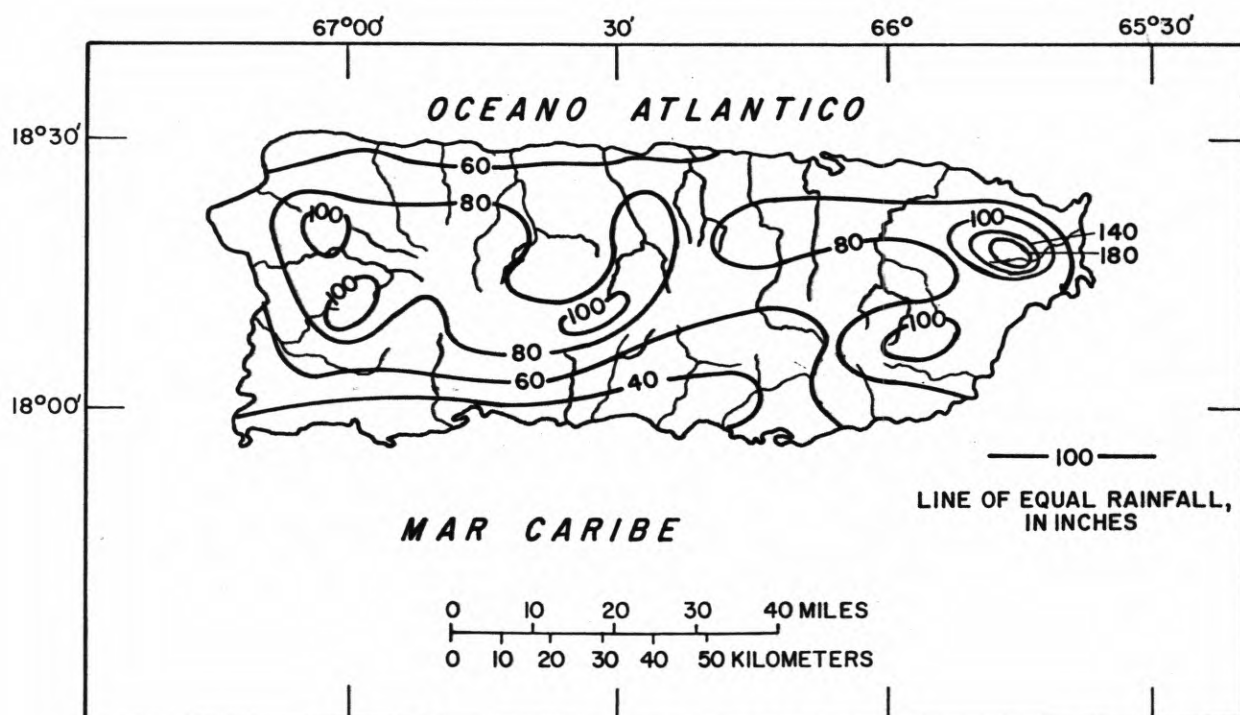 67°00' 30' 66° 65°30'
OCEANO ATLANTICO
18°30'
60
80
100
100
140
80
180
100
100
100
80
60
40
18°00'
100
LINE OF EQUAL RAINFALL,
IN INCHES
MAR CARIBE
0 10 20 30 40 MILES
0 10 20 30 40 50 KILOMETERS